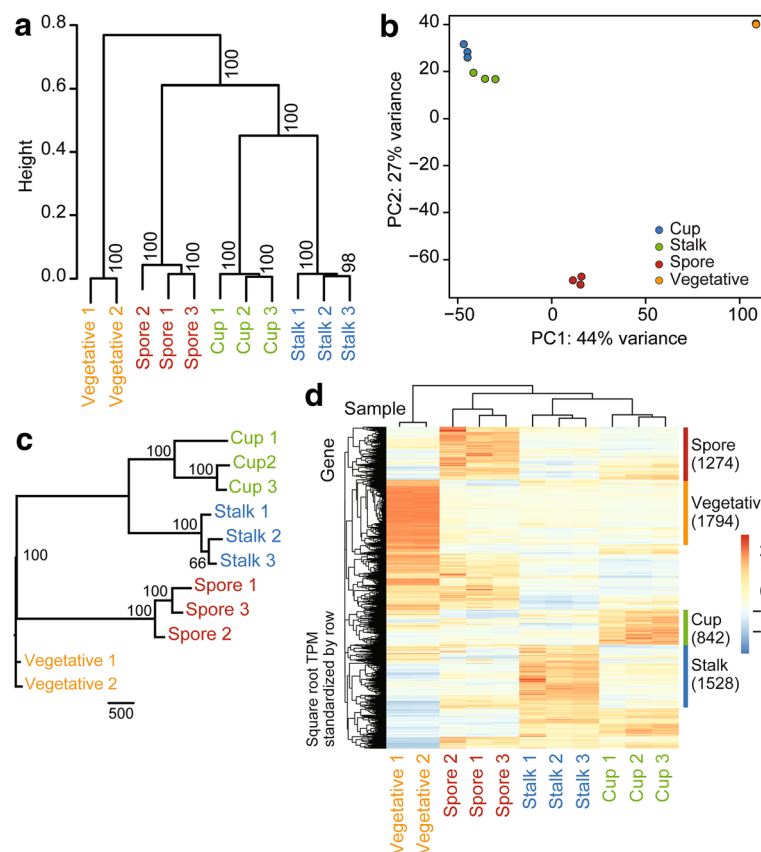 a
0.8
0.6
0.4
0.2
0.0
Height
100
100
100
100
100
100
100
100
100
98
Vegetative 1
Vegetative 2
Spore 2
Spore 1
Spore 3
Cup 1
Cup 2
Cup 3
Stalk 1
Stalk 2
Stalk 3
b
40
20
0
−20
−40
−60
PC2: 27% variance
Cup
Stalk
Spore
Vegetative
−50
0
50
100
PC1: 44% variance
c
Cup 1
Cup2
Cup 3
Stalk 1
Stalk 2
Stalk 3
Spore 1
Spore 3
Spore 2
Vegetative 1
Vegetative 2
100
100
100
66
100
100
100
500
d
Sample
Gene
Square root TPM
standardized by row
Spore
(1274)
Vegetativ
(1794)
Cup
(842)
Stalk
(1528)
Vegetative 1
Vegetative 2
Spore 2
Spore 1
Spore 3
Stalk 1
Stalk 2
Stalk 3
Cup 1
Cup 2
Cup 3